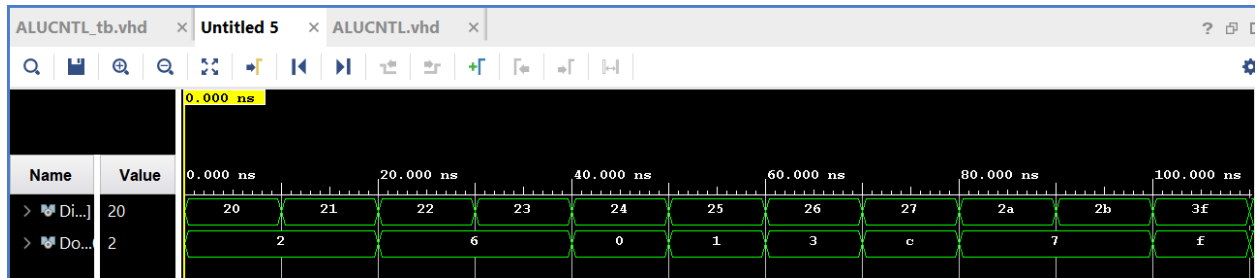 ALUCNTL_tb.vhd × Untitled 5 × ALUCNTL.vhd × ?
0.000 ns
Name Value 0.000 ns 20.000 ns 40.000 ns 60.000 ns 80.000 ns 100.000 ns
> Di...] 20 20 21 22 23 24 25 26 27 2a 2b 3f
> Do... 2 2 6 0 1 3 c 7 f